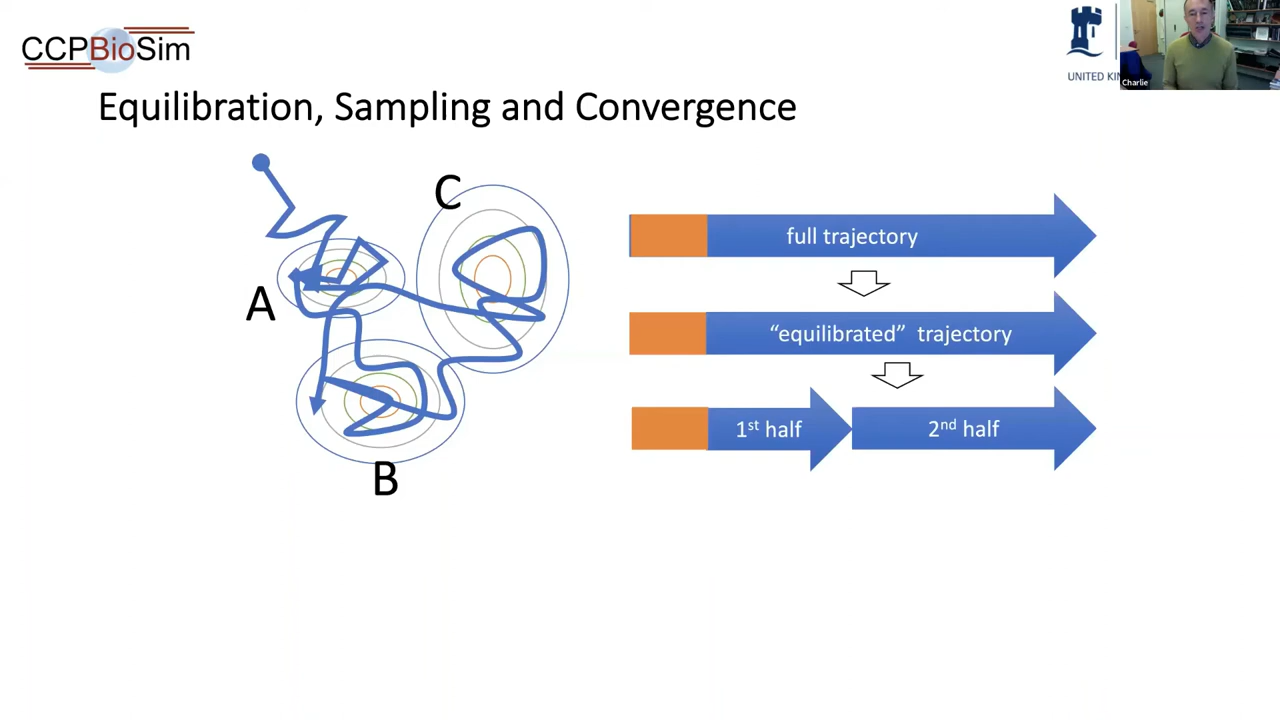 CCPBioSim
UNITED KIN
Charlie
Equilibration, Sampling and Convergence
C
A
B
full trajectory
“equilibrated” trajectory
1st half
2nd half